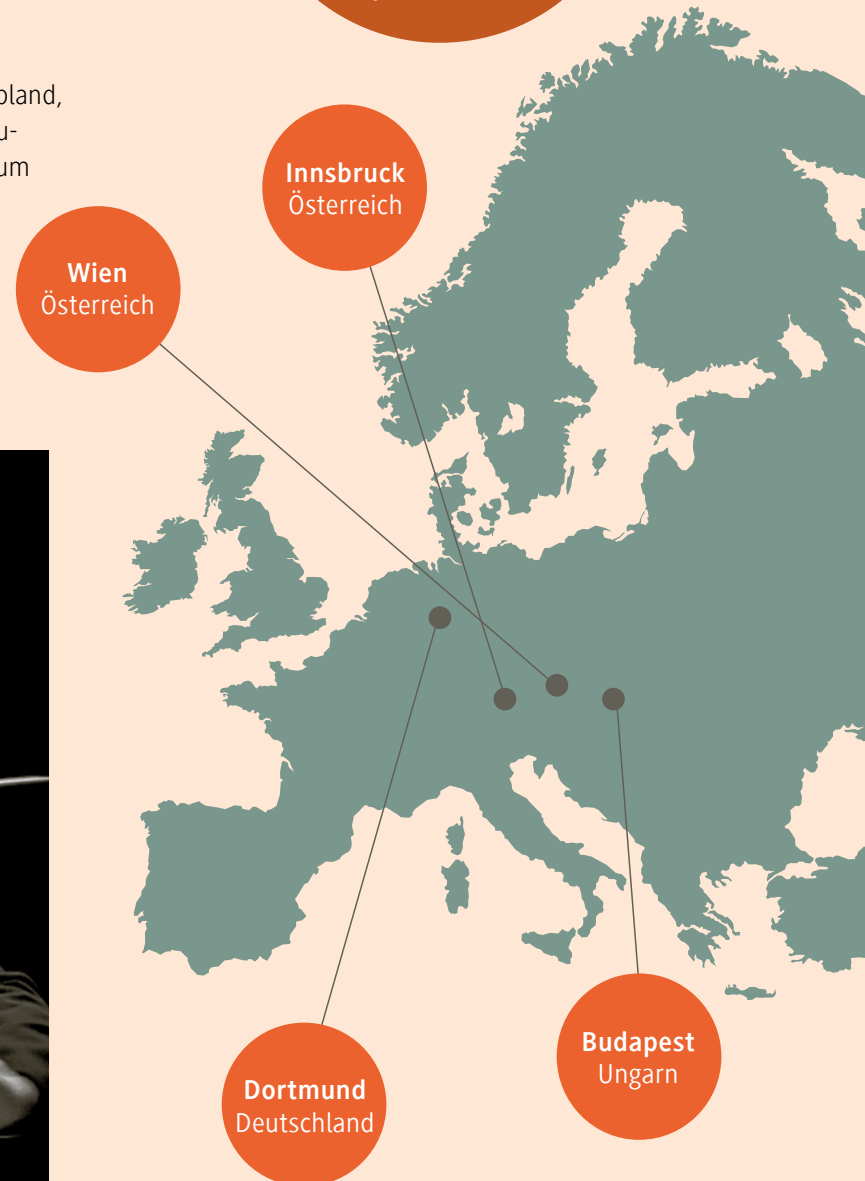 Innsbruck
Österreich
Wien
Österreich
Dortmund
Deutschland
Budapest
Ungarn